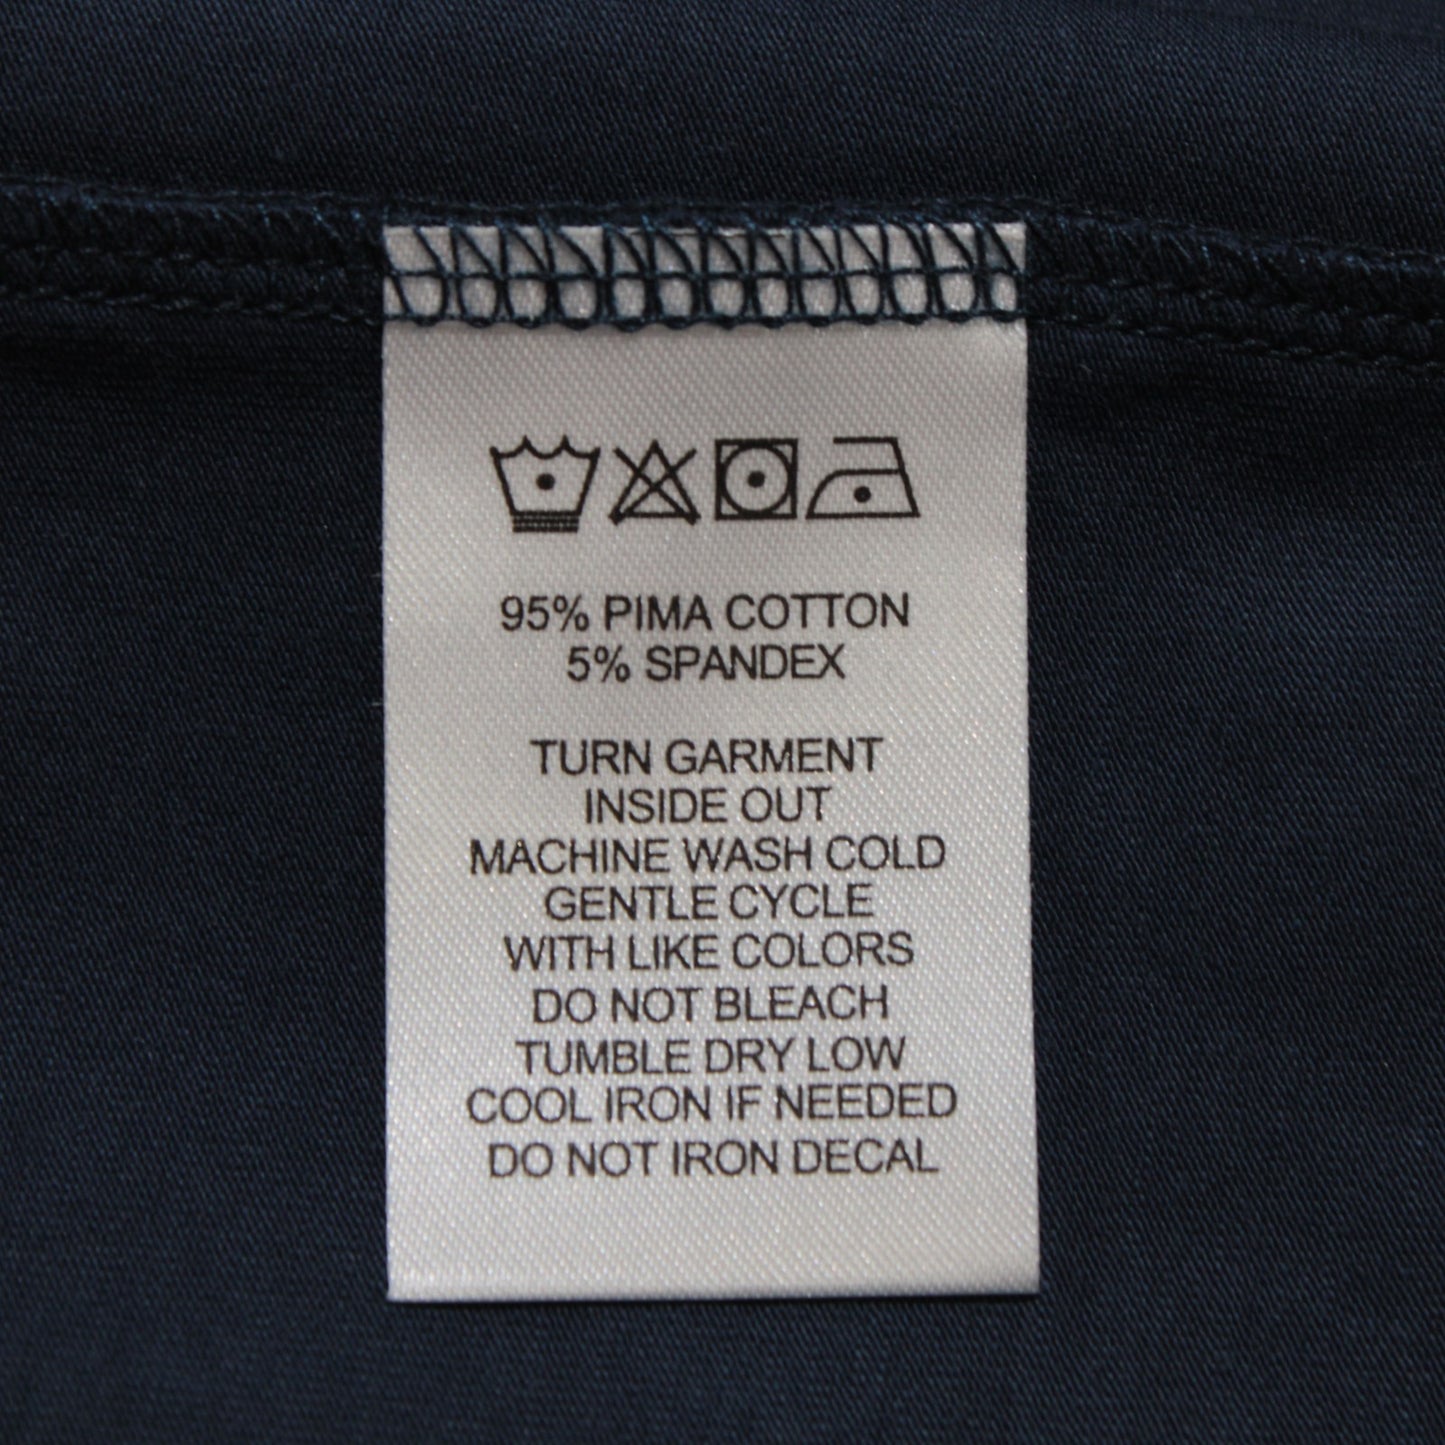 95% PIMA COTTON
5% SPANDEX
TURN GARMENT
INSIDE OUT
MACHINE WASH COLD
GENTLE CYCLE
WITH LIKE COLORS
DO NOT BLEACH
TUMBLE DRY LOW
COOL IRON IF NEEDED
DO NOT IRON DECAL